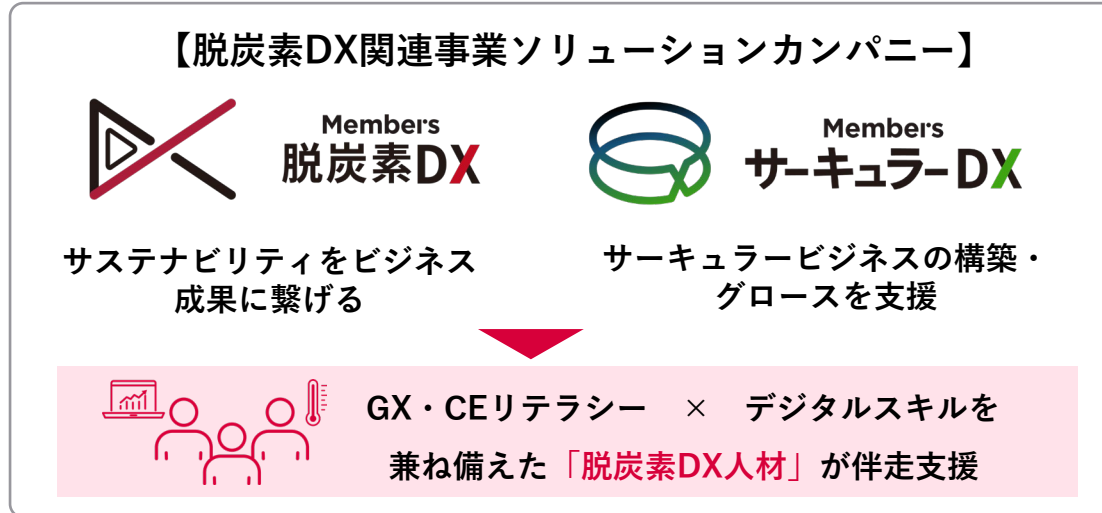 【脱炭素DX関連事業ソリューションカンパニー】
Members
脱炭素DX
Members
サーキュラーDX
サステナビリティをビジネス
成果に繋げる
サーキュラービジネスの構築・
グロースを支援
GX・CEリテラシー　×　デジタルスキルを
兼ね備えた「脱炭素DX人材」が伴走支援